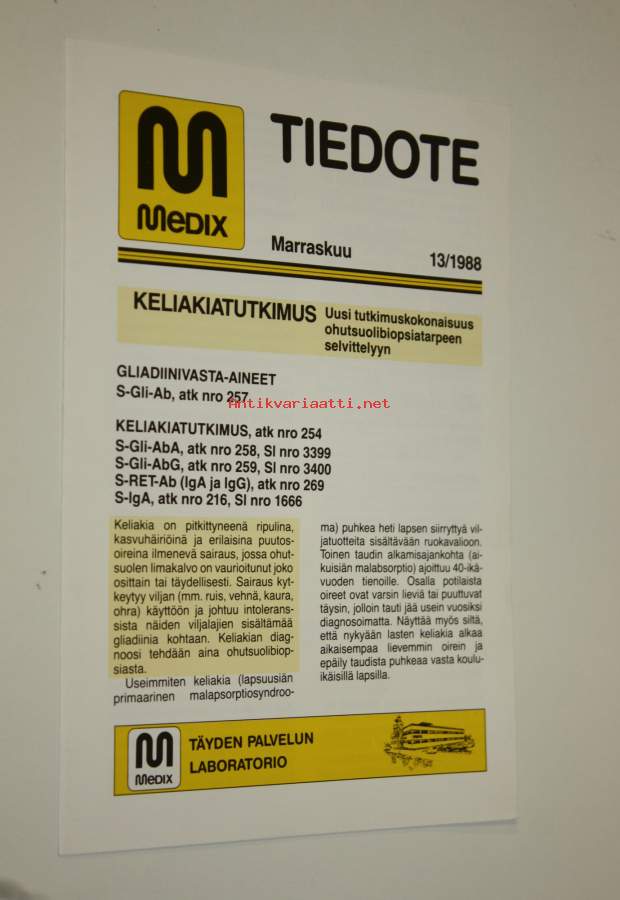 MeDIX
TIEDOTE
Marraskuu 13/1988
KELIAKIATUTKIMUS
Uusi tutkimuskokonaisuus
ohutsuolibiopsiatarpeen
selvittelyyn
GLIADIINIVASTA-AINEET
S-Gli-Ab, atk nro 257
Antikvariaatti.net
KELIAKIATUTKIMUS, atk nro 254
S-Gli-AbA, atk nro 258, SI nro 3399
S-Gli-AbG, atk nro 259, SI nro 3400
S-RET-Ab (IgA ja IgG), atk nro 269
S-IgA, atk nro 216, SI nro 1666
Keliakia on pitkittyneenä ripulina,
kasvuhäiriöinä ja erilaisina puutos-
oireina ilmenevä sairaus, jossa ohut-
suolen limakalvo on vaurioitunut joko
osittain tai täydellisesti. Sairaus kyt-
keytyy viljan (mm. ruis, vehnä, kaura,
ohra) käyttöön ja johtuu intolerans-
sista näiden viljalajien sisältämää
gliadiinia kohtaan. Keliakian diag-
noosi tehdään aina ohutsuolibiop-
siasta.
Useimmiten keliakia (lapsuusiän
primaarinen malapsorptiosyndroo-
ma) puhkea heti lapsen siirryttyä vil-
jatuotteita sisältävään ruokavalioon.
Toinen taudin alkamisajankohta (ai-
kuisiän malabsorptio) ajoittuu 40-ikä-
vuoden tienoille. Osalla potilaista
oireet ovat varsin lieviä tai puuttuvat
täysin, jolloin tauti jää usein vuosiksi
diagnosoimatta. Näyttää myös siltä,
että nykyään lasten keliakia alkaa
aikaisempaa lievemmin oirein ja
epäily taudista puhkeaa vasta koulu-
ikäisillä lapsilla.
MeDIX
TÄYDEN PALVELUN
LABORATORIO